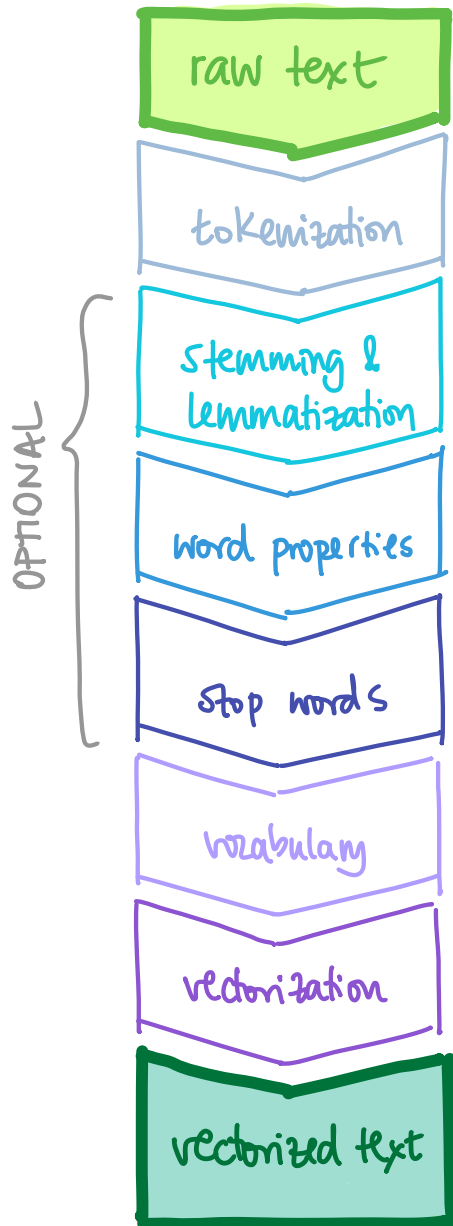 raw text
tokenization
stemming &
lemmatization
OPTIONAL
word properties
stop words
vocabulary
vectorization
vectorized text